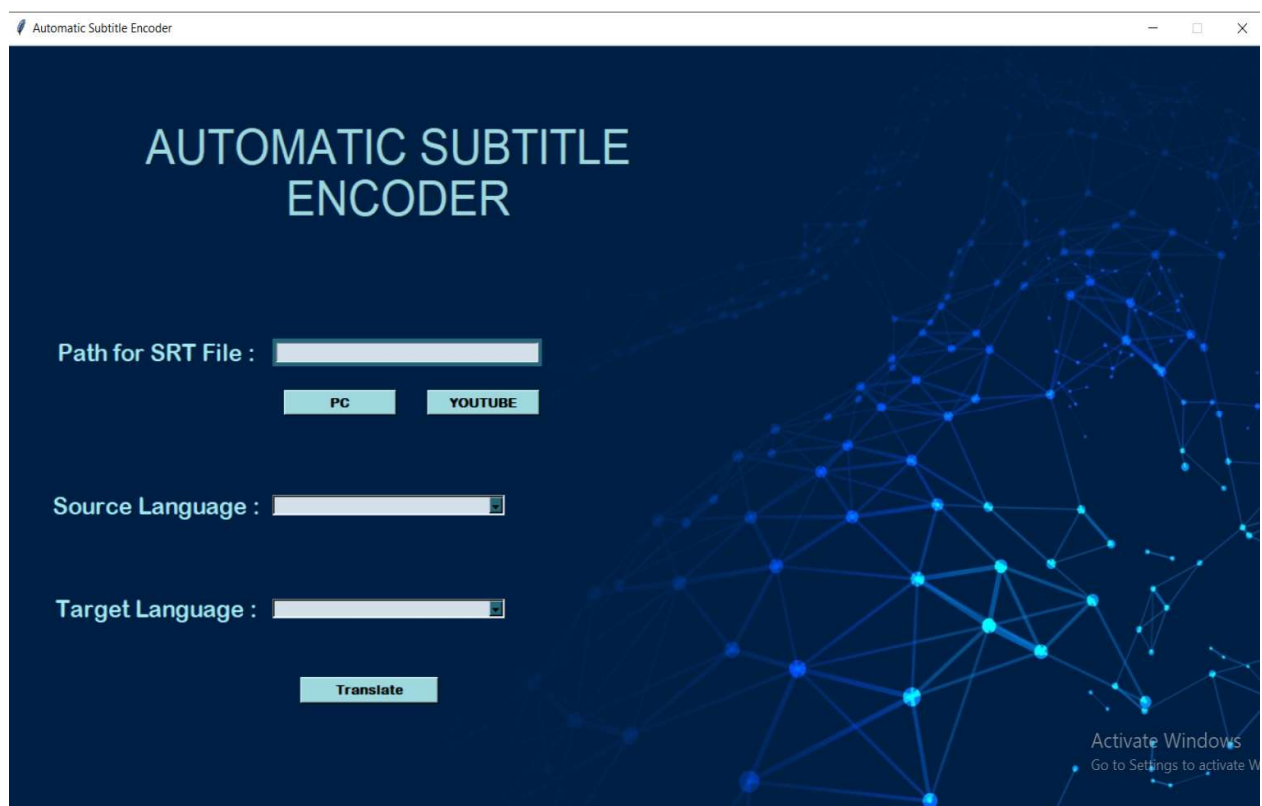 Automatic Subtitle Encoder
AUTOMATIC SUBTITLE
ENCODER
Path for SRT File :
PC YOUTUBE
Source Language :
Target Language :
Translate
Activate Windows
Go to Settings to activate W